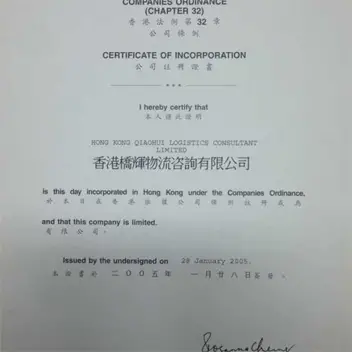 COMPANIES ORDINANCE
(CHAPTER 32)
香港法例第32章
公司條例
CERTIFICATE OF INCORPORATION
公司註冊證書
I hereby certify that
本人謹此證明
HONG KONG QIAOHUI LOGISTICS CONSULTANT
LIMITED
香港橋輝物流咨詢有限公司
is this day incorporated in Hong Kong under the Companies Ordinance,
於本日在香港依據公司條例註冊成為
and that this company is limited.
有限公司。
Issued by the undersigned on 28 January 2005.
本證書於二〇〇五年一月廿八日簽發。